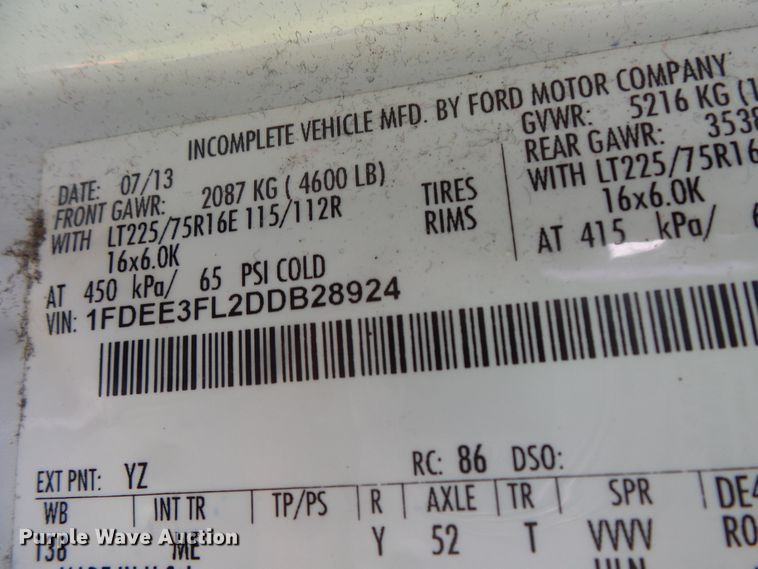 INCOMPLETE VEHICLE MFD. BY FORD MOTOR COMPANY
DATE: 07/13
GVWR: 5216 KG (1
FRONT GAWR: 2087 KG ( 4600 LB)
REAR GAWR: 3538
WITH LT225/75R16E 115/112R TIRES
WITH LT225/75R16
16x6.0K RIMS
16x6.0K
AT 450 kPa/ 65 PSI COLD
AT 415 kPa/
VIN: 1FDEE3FL2DDB28924
EXT PNT: YZ RC: 86 DSO:
WB INT TR TP/PS R AXLE TR SPR
138 ME Y 52 T VVVV
Purple Wave Auction